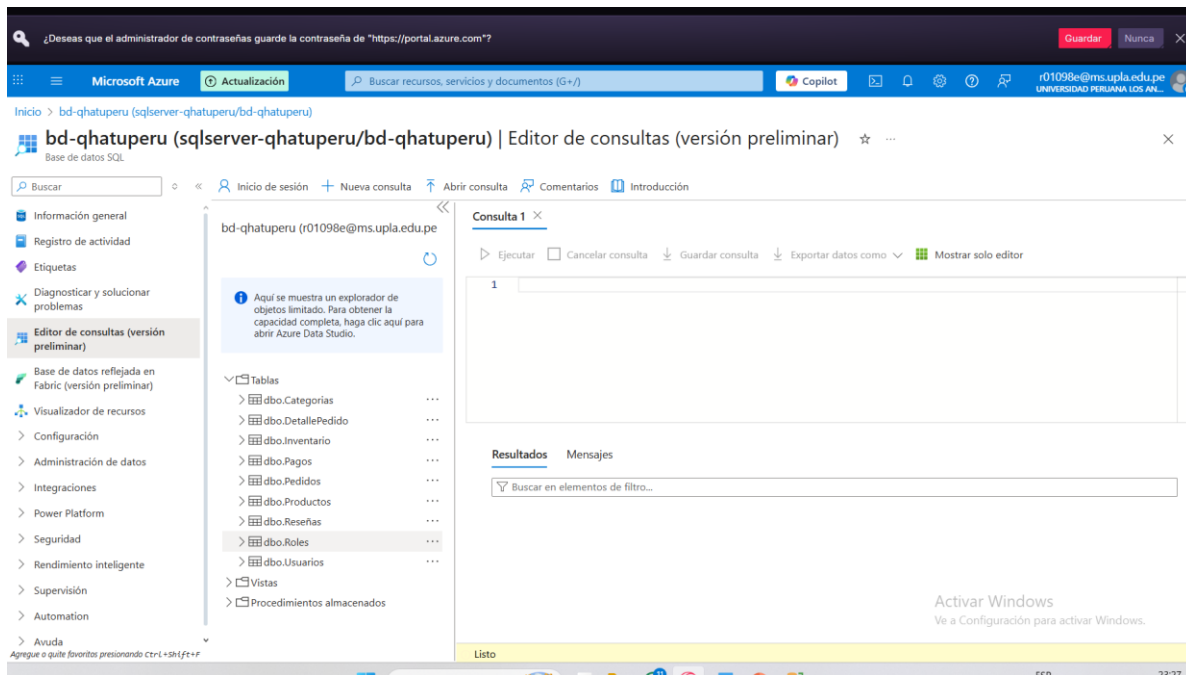 ¿Deseas que el administrador de contraseñas guarde la contraseña de "https://portal.azure.com"?
Guardar
Nunca
Microsoft Azure
Actualización
Buscar recursos, servicios y documentos (G+/)
Copilot
r01098e@ms.upla.edu.pe
UNIVERSIDAD PERUANA LOS AN...
Inicio > bd-qhatuperu (sqlserver-qhatuperu/bd-qhatuperu)
bd-qhatuperu (sqlserver-qhatuperu/bd-qhatuperu) | Editor de consultas (versión preliminar)
Base de datos SQL
Buscar
Inicio de sesión
Nueva consulta
Abrir consulta
Comentarios
Introducción
Información general
Registro de actividad
Etiquetas
Diagnosticar y solucionar
problemas
Editor de consultas (versión
preliminar)
Base de datos reflejada en
Fabric (versión preliminar)
Visualizador de recursos
Configuración
Administración de datos
Integraciones
Power Platform
Seguridad
Rendimiento inteligente
Supervisión
Automation
Ayuda
Agregue o quite favoritos presionando Ctrl+Shift+F
bd-qhatuperu (r01098e@ms.upla.edu.pe
Aquí se muestra un explorador de
objetos limitado. Para obtener la
capacidad completa, haga clic aquí para
abrir Azure Data Studio.
Tablas
dbo.Categorias
dbo.DetallePedido
dbo.Inventario
dbo.Pagos
dbo.Pedidos
dbo.Productos
dbo.Reseñas
dbo.Roles
dbo.Usuarios
Vistas
Procedimientos almacenados
Consulta 1
Ejecutar
Cancelar consulta
Guardar consulta
Exportar datos como
Mostrar solo editor
1
Resultados
Mensajes
Buscar en elementos de filtro...
Activar Windows
Ve a Configuración para activar Windows.
Listo